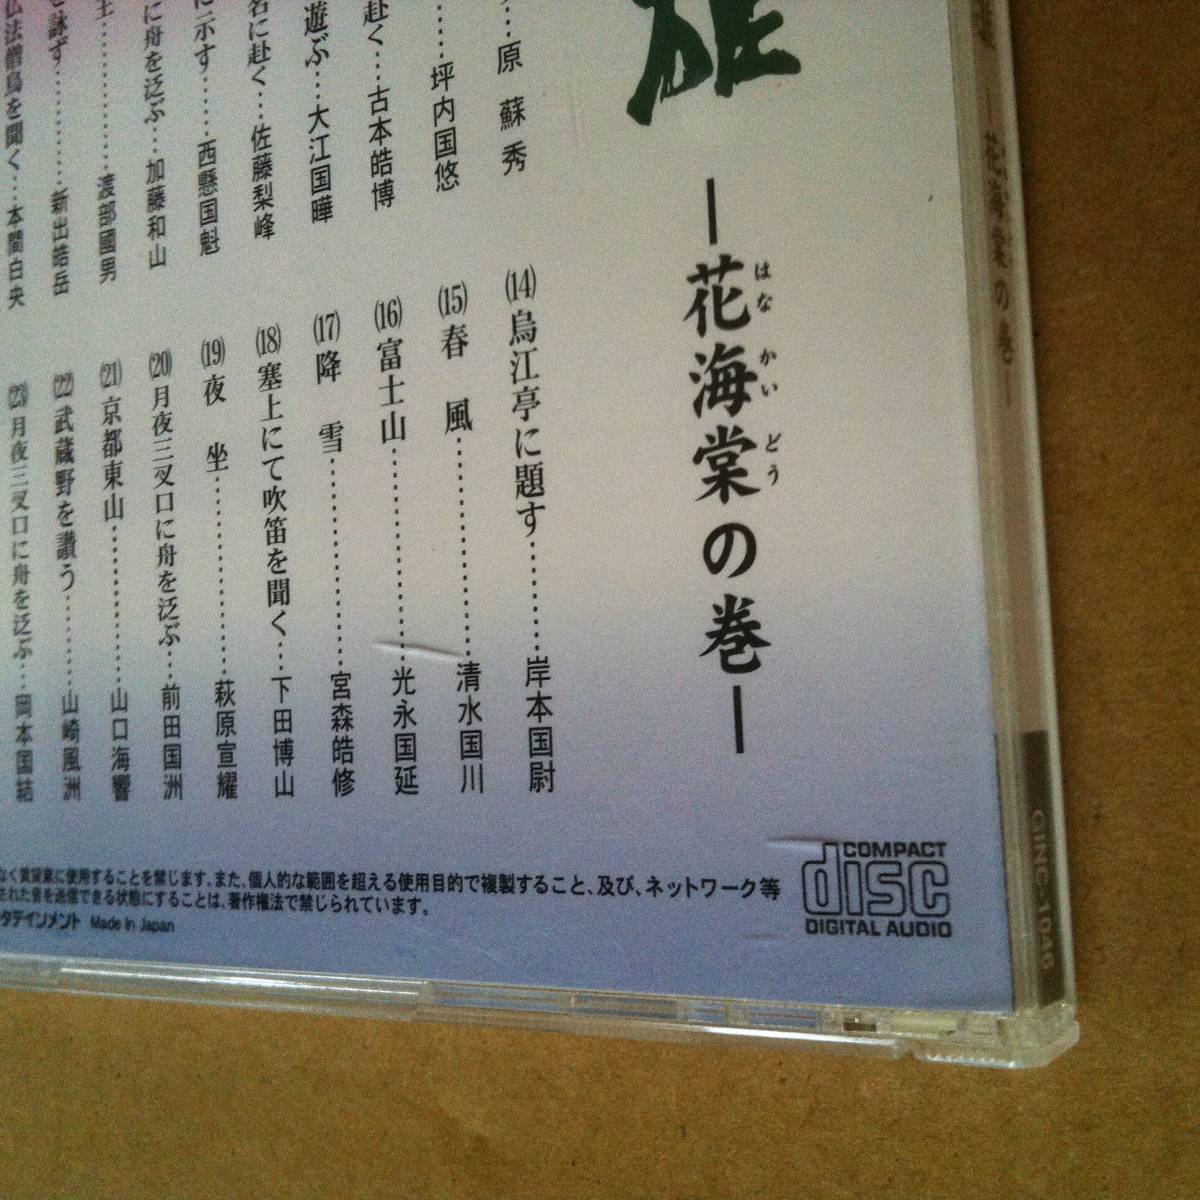 ―花海棠の巻―
はな かい どう
原 蘇 秀
坪内国悠
赴く…古本皓博
遊ぶ…大江国曄
名に赴く…佐藤梨峰
に示す……西懸国魁
に舟を泛ぶ…加藤和山
渡部國男
と詠ず…………新出皓岳
仏法僧鳥を聞く…本間白央
⒁烏江亭に題す………岸本国尉
⒂春 風………………清水国川
⒃富士山………………光永国延
⒄降 雪………………宮森皓修
⒅塞上にて吹笛を聞く…下田博山
⒆夜 坐………………萩原宣耀
⒇月夜三叉口に舟を泛ぶ…前田国洲
(21)京都東山……………山口海響
(22)武蔵野を讃う………山崎風洲
(23)月夜三叉口に舟を泛ぶ…岡本国結
なく賃貸業に使用することを禁じます。また、個人的な範囲を超える使用目的で複製すること、及び、ネットワーク等
された音を送信できる状態にすることは、著作権法で禁じられています。
タテインメント Made in Japan
COMPACT
disc
DIGITAL AUDIO
―花海棠の巻―